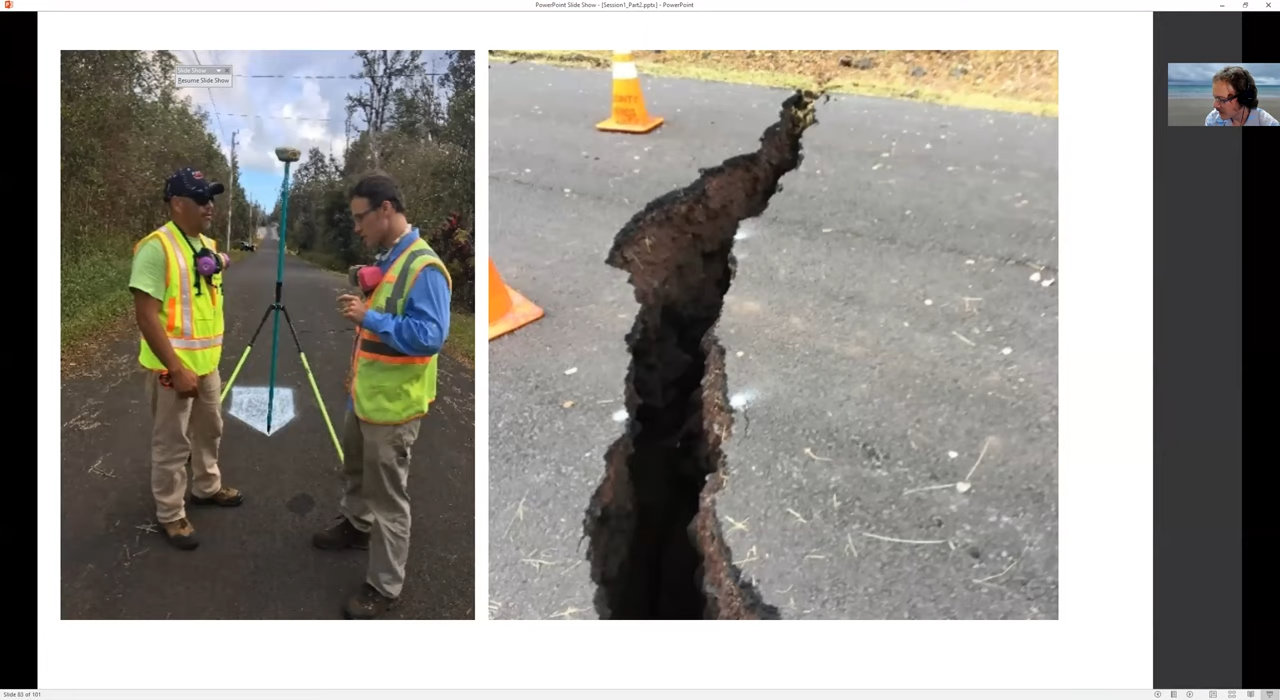 PowerPoint Slide Show - [Session1_Part2.pptx] - PowerPoint
Slide Show
Resume Slide Show
Slide 83 of 101